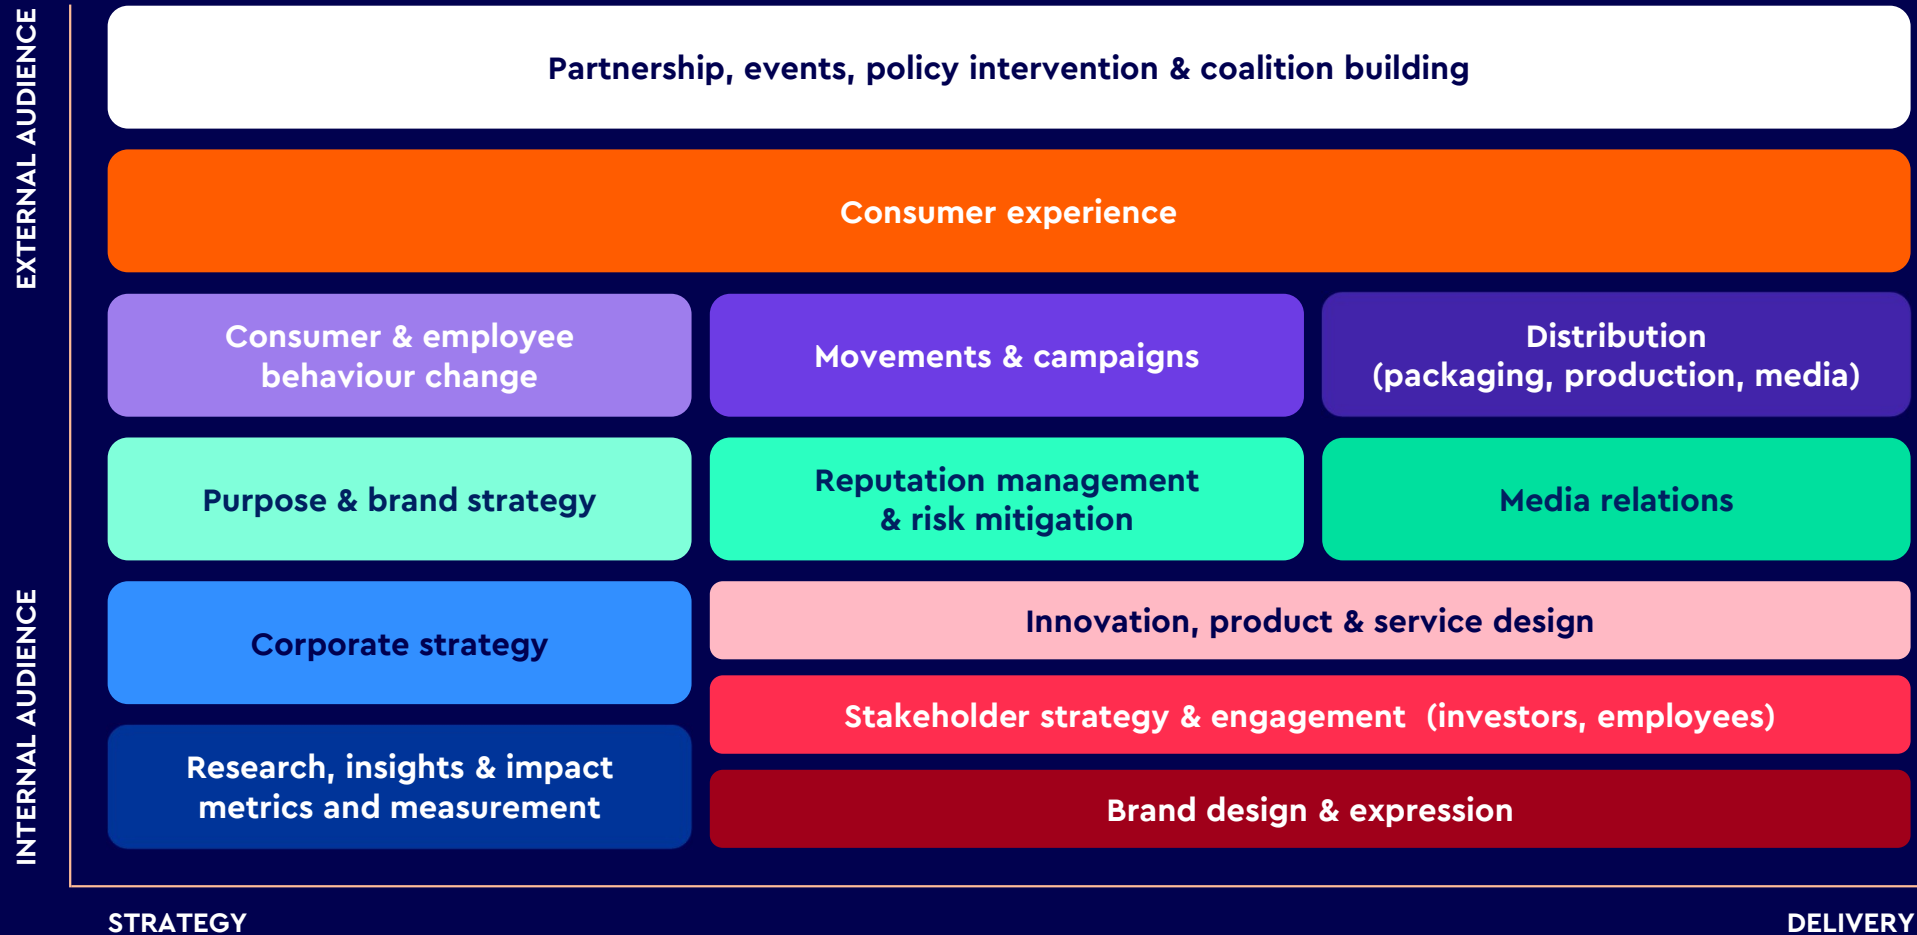 EXTERNAL AUDIENCE
Partnership, events, policy intervention & coalition building
Consumer experience
Consumer & employee
behaviour change
Movements & campaigns
Distribution
(packaging, production, media)
Purpose & brand strategy
Reputation management
& risk mitigation
Media relations
INTERNAL AUDIENCE
Corporate strategy
Innovation, product & service design
Stakeholder strategy & engagement (investors, employees)
Research, insights & impact
metrics and measurement
Brand design & expression
STRATEGY
DELIVERY